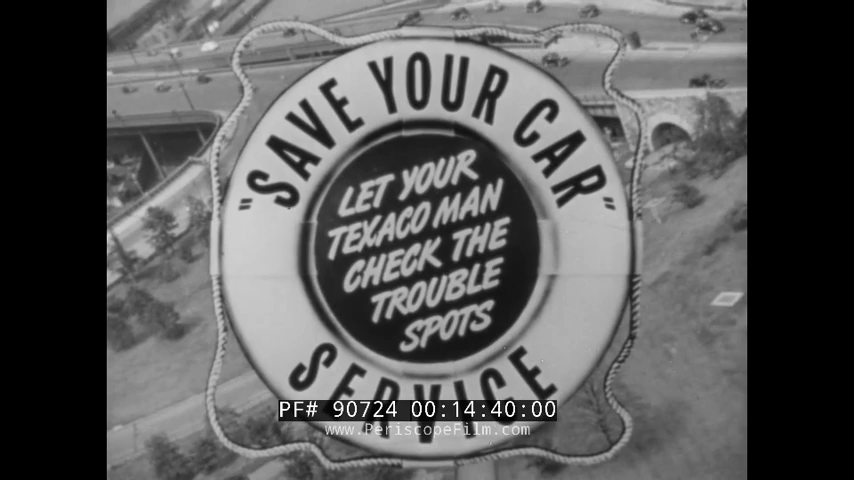 "SAVE YOUR CAR"
LET YOUR
TEXACO MAN
CHECK THE
TROUBLE
SPOTS
SERVICE
PF# 90724 00:14:40:00
www.PeriscopeFilm.com